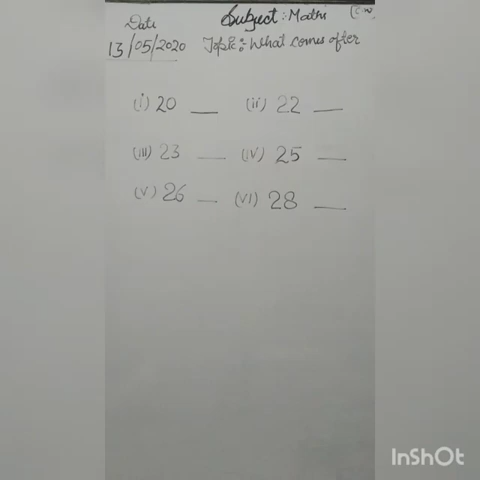 Date Subject :- Maths (C.W)
13/05/2020 Topic : What comes after
(i) 20 __ (ii) 22 __
(iii) 23 __ (iv) 25 __
(v) 26 __ (vi) 28 __
InShOt